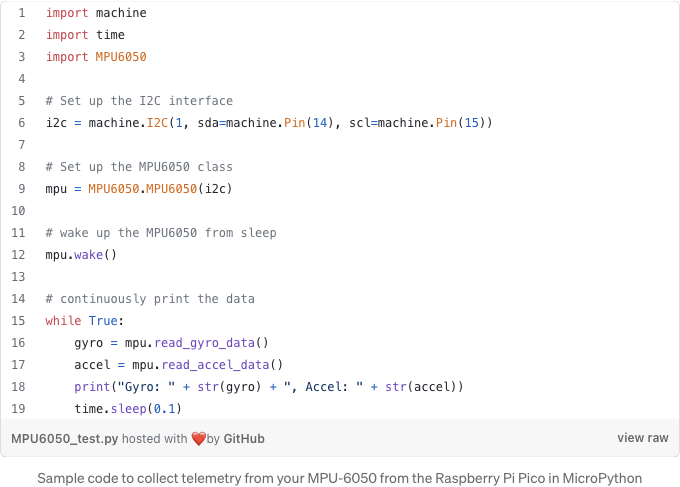 1 import machine
2 import time
3 import MPU6050
4
5 # Set up the I2C interface
6 i2c = machine.I2C(1, sda=machine.Pin(14), scl=machine.Pin(15))
7
8 # Set up the MPU6050 class
9 mpu = MPU6050.MPU6050(i2c)
10
11 # wake up the MPU6050 from sleep
12 mpu.wake()
13
14 # continuously print the data
15 while True:
16     gyro = mpu.read_gyro_data()
17     accel = mpu.read_accel_data()
18     print("Gyro: " + str(gyro) + ", Accel: " + str(accel))
19     time.sleep(0.1)
MPU6050_test.py hosted with ❤️by GitHub view raw
Sample code to collect telemetry from your MPU-6050 from the Raspberry Pi Pico in MicroPython